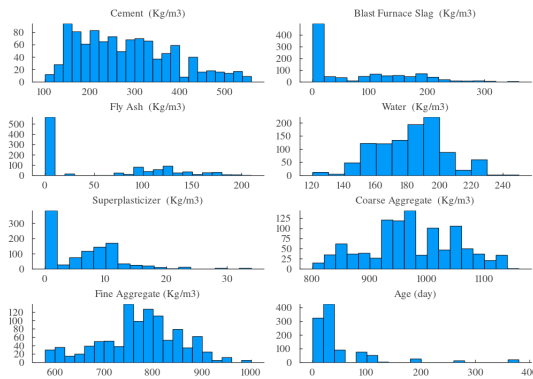 Cement (Kg/m3)
80
60
40
20
0
100 200 300 400 500
Blast Furnace Slag (Kg/m3)
400
300
200
100
0
0 100 200 300
Fly Ash (Kg/m3)
500
400
300
200
100
0
0 50 100 150 200
Water (Kg/m3)
200
150
100
50
0
120 140 160 180 200 220 240
Superplasticizer (Kg/m3)
300
200
100
0
0 10 20 30
Coarse Aggregate (Kg/m3)
125
100
75
50
25
0
800 900 1000 1100
Fine Aggregate (Kg/m3)
120
100
80
60
40
20
0
600 700 800 900 1000
Age (day)
400
300
200
100
0
0 100 200 300